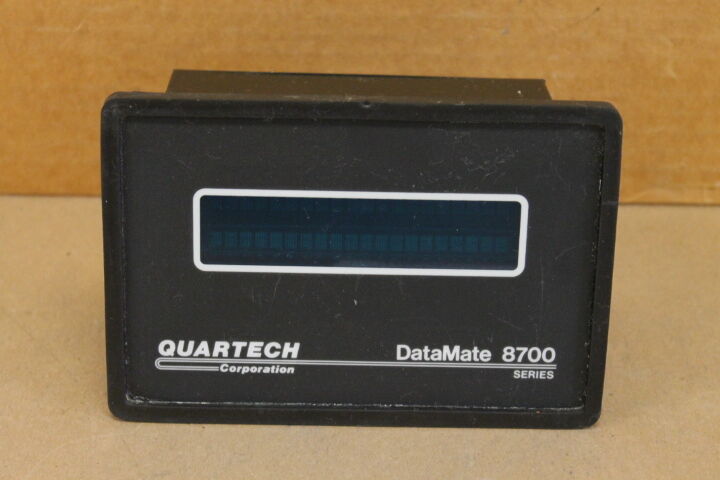 QUARTECH
Corporation
DataMate 8700
SERIES